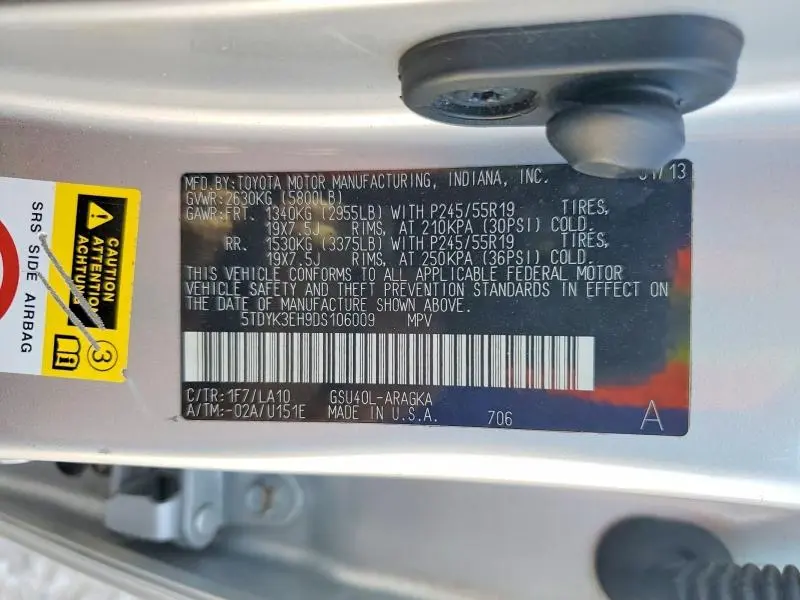 MFD.BY:TOYOTA MOTOR MANUFACTURING, INDIANA, INC. /13
GVWR:2630KG (5800LB)
GAWR:FRT. 1340KG (2955LB) WITH P245/55R19 TIRES,
19X7.5J RIMS, AT 210KPA (30PSI) COLD.
RR. 1530KG (3375LB) WITH P245/55R19 TIRES,
19X7.5J RIMS, AT 250KPA (36PSI) COLD.
THIS VEHICLE CONFORMS TO ALL APPLICABLE FEDERAL MOTOR
VEHICLE SAFETY AND THEFT PREVENTION STANDARDS IN EFFECT ON
THE DATE OF MANUFACTURE SHOWN ABOVE.
5TDYK3EH9DS106009 MPV
C/TR:1F7/LA10 GSU40L-ARAGKA
A/TM:-02A/U151E MADE IN U.S.A. 706 A
CAUTION
ATTENTION
ACHTUNG
3
SRS SIDE AIRBAG